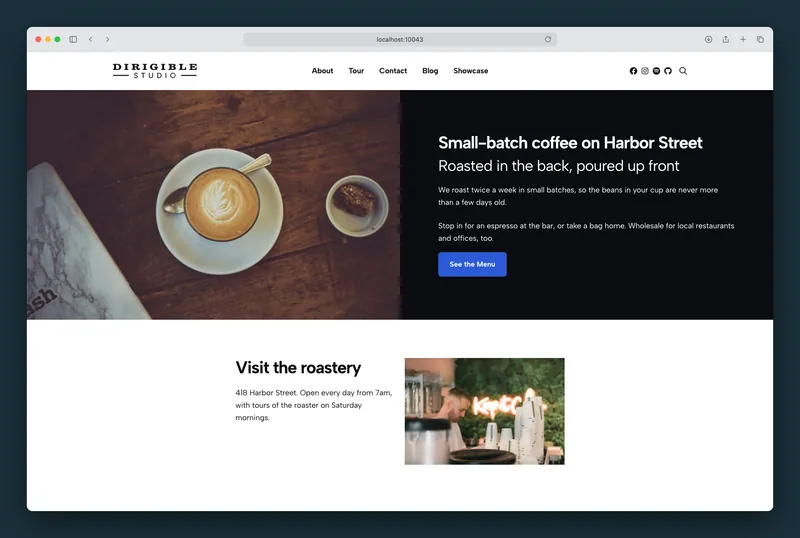 localhost:10043
DIRIGIBLE
STUDIO
About
Tour
Contact
Blog
Showcase
Small-batch coffee on Harbor Street
Roasted in the back, poured up front
We roast twice a week in small batches, so the beans in your cup are never more
than a few days old.
Stop in for an espresso at the bar, or take a bag home. Wholesale for local restaurants
and offices, too.
See the Menu
ash
Visit the roastery
418 Harbor Street. Open every day from 7am,
with tours of the roaster on Saturday
mornings.